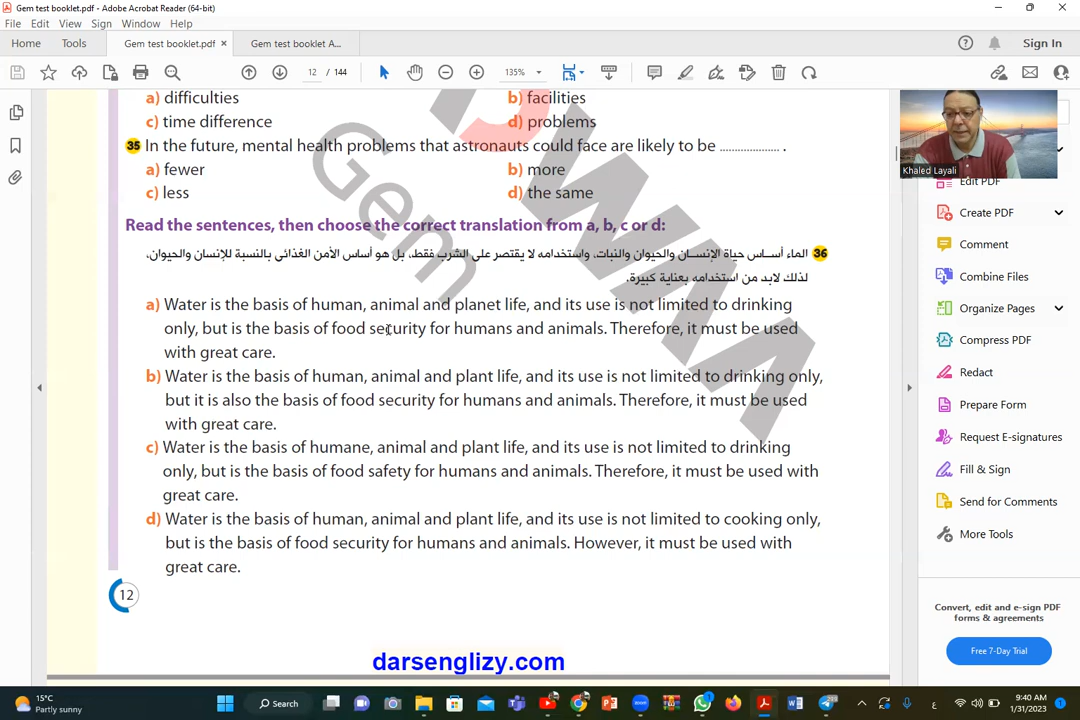 Gem test booklet.pdf - Adobe Acrobat Reader (64-bit)
File Edit View Sign Window Help
Home Tools Gem test booklet.pdf × Gem test booklet A... Sign In
12 / 144 135%
a) difficulties b) facilities
c) time difference d) problems
35 In the future, mental health problems that astronauts could face are likely to be .................... .
a) fewer b) more
c) less d) the same
Read the sentences, then choose the correct translation from a, b, c or d:
36 الماء أساس حياة الإنسان والحيوان والنبات، واستخدامه لا يقتصر على الشرب فقط، بل هو أساس الأمن الغذائي بالنسبة للإنسان والحيوان،
لذلك لابد من استخدامه بعناية كبيرة.
a) Water is the basis of human, animal and planet life, and its use is not limited to drinking
only, but is the basis of food security for humans and animals. Therefore, it must be used
with great care.
b) Water is the basis of human, animal and plant life, and its use is not limited to drinking only,
but it is also the basis of food security for humans and animals. Therefore, it must be used
with great care.
c) Water is the basis of humane, animal and plant life, and its use is not limited to drinking
only, but is the basis of food safety for humans and animals. Therefore, it must be used with
great care.
d) Water is the basis of human, animal and plant life, and its use is not limited to cooking only,
but is the basis of food security for humans and animals. However, it must be used with
great care.
12
darsenglizy.com
Gem
Khaled Layali
Edit PDF
Create PDF
Comment
Combine Files
Organize Pages
Compress PDF
Redact
Prepare Form
Request E-signatures
Fill & Sign
Send for Comments
More Tools
Convert, edit and e-sign PDF
forms & agreements
Free 7-Day Trial
15°C
Partly sunny
Search
ع
9:40 AM
1/31/2023